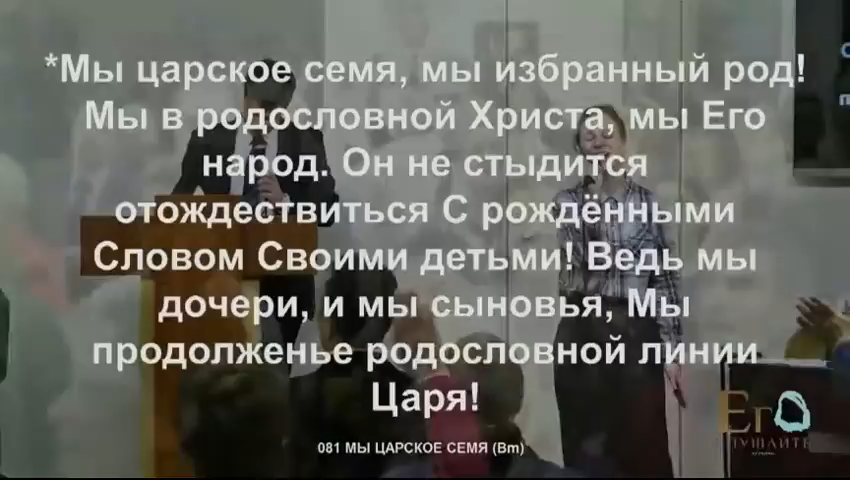 *Мы царское семя, мы избранный род!
Мы в родословной Христа, мы Его
народ. Он не стыдится
отождествиться С рождёнными
Словом Своими детьми! Ведь мы
дочери, и мы сыновья, Мы
продолженье родословной линии
Царя!
081 МЫ ЦАРСКОЕ СЕМЯ (Bm)
Его